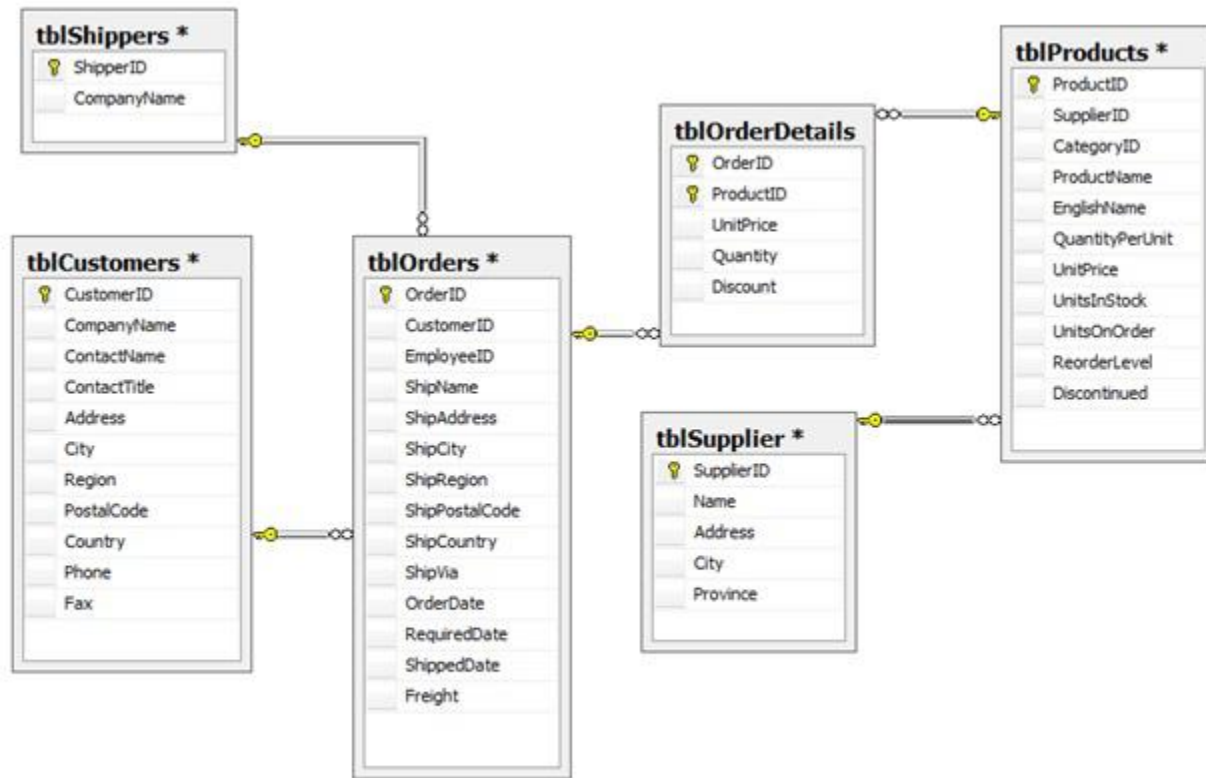 tblShippers *
ShipperID
CompanyName
tblCustomers *
CustomerID
CompanyName
ContactName
ContactTitle
Address
City
Region
PostalCode
Country
Phone
Fax
tblOrders *
OrderID
CustomerID
EmployeeID
ShipName
ShipAddress
ShipCity
ShipRegion
ShipPostalCode
ShipCountry
ShipVia
OrderDate
RequiredDate
ShippedDate
Freight
tblOrderDetails
OrderID
ProductID
UnitPrice
Quantity
Discount
tblSupplier *
SupplierID
Name
Address
City
Province
tblProducts *
ProductID
SupplierID
CategoryID
ProductName
EnglishName
QuantityPerUnit
UnitPrice
UnitsInStock
UnitsOnOrder
ReorderLevel
Discontinued